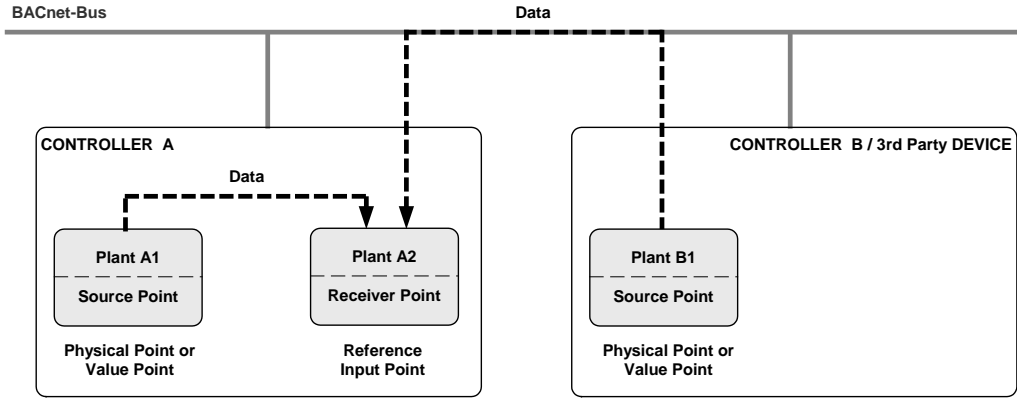 BACnet-Bus
Data
CONTROLLER A
CONTROLLER B / 3rd Party DEVICE
Data
Plant A1
Source Point
Plant A2
Receiver Point
Plant B1
Source Point
Physical Point or
Value Point
Reference
Input Point
Physical Point or
Value Point